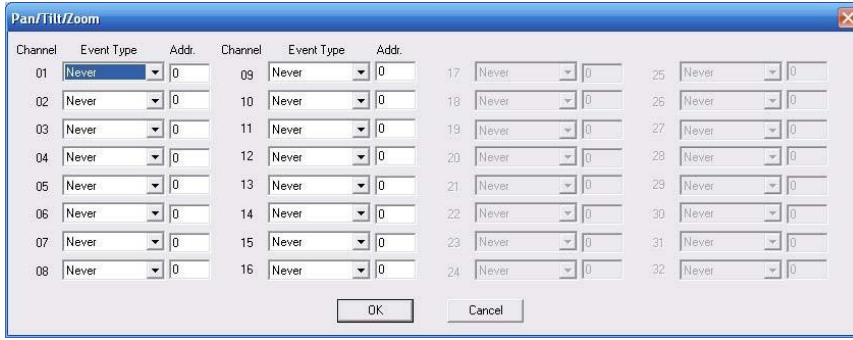 Pan/Tilt/Zoom
Channel Event Type Addr. Channel Event Type Addr.
01 Never 0 09 Never 0 17 Never 0 25 Never 0
02 Never 0 10 Never 0 18 Never 0 26 Never 0
03 Never 0 11 Never 0 19 Never 0 27 Never 0
04 Never 0 12 Never 0 20 Never 0 28 Never 0
05 Never 0 13 Never 0 21 Never 0 29 Never 0
06 Never 0 14 Never 0 22 Never 0 30 Never 0
07 Never 0 15 Never 0 23 Never 0 31 Never 0
08 Never 0 16 Never 0 24 Never 0 32 Never 0
OK Cancel